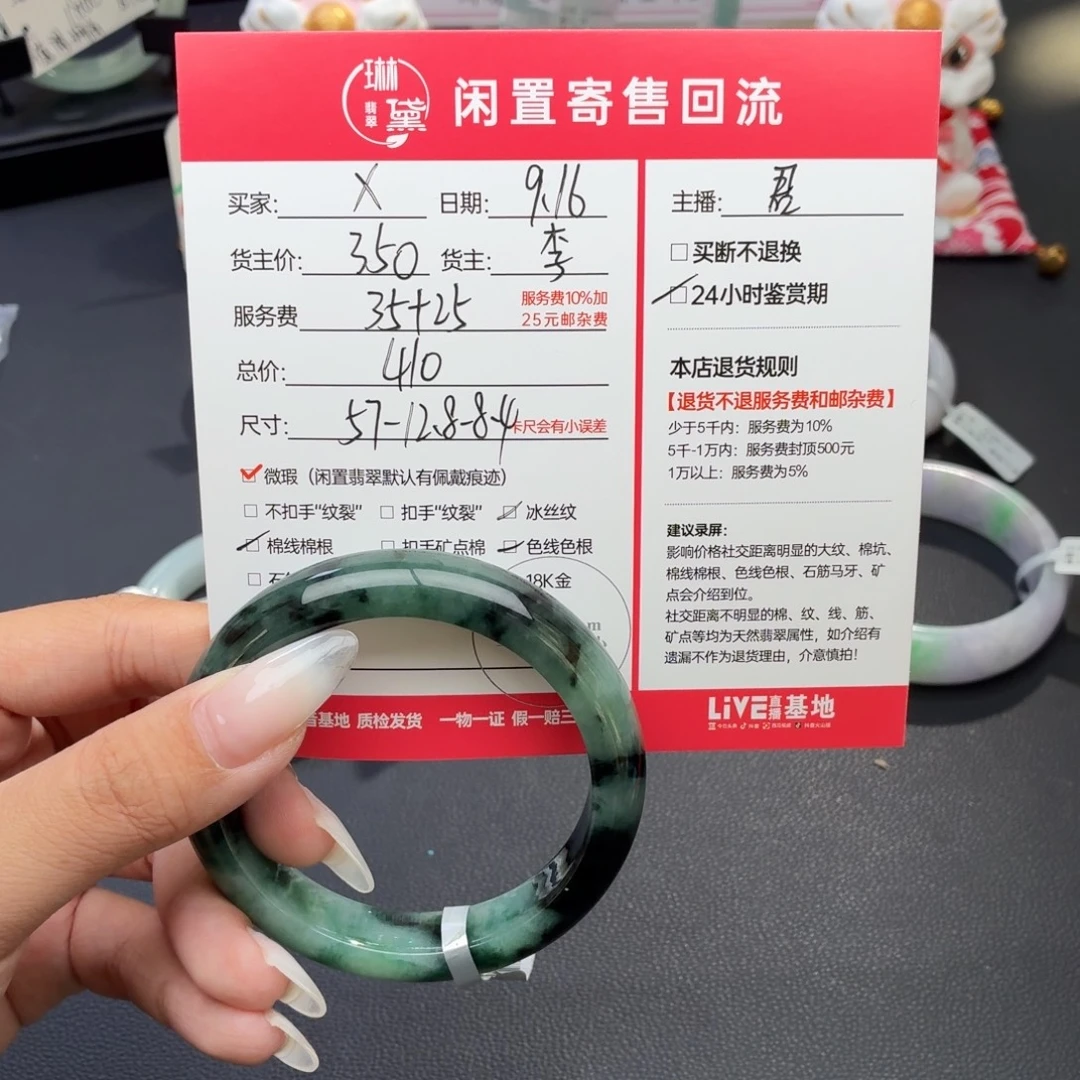 琳黛
翡翠
闲置寄售回流
买家: X 日期: 9.16
货主价: 350 货主: 李
服务费 35+25 服务费10%加
25元邮杂费
总价: 410
尺寸: 57-12.8-8.4 卡尺会有小误差
微瑕(闲置翡翠默认有佩戴痕迹)
不扣手“纹裂” 扣手“纹裂” 冰丝纹
棉线棉根 扣手矿点棉 色线色根
18K金
基地 质检发货 一物一证 假一赔三
主播:
买断不退换
24小时鉴赏期
本店退货规则
【退货不退服务费和邮杂费】
少于5千内: 服务费为10%
5千-1万内: 服务费封顶500元
1万以上: 服务费为5%
建议录屏:
影响价格社交距离明显的大纹、棉坑、
棉线棉根、色线色根、石筋马牙、矿
点会介绍到位。
社交距离不明显的棉、纹、线、筋、
矿点等均为天然翡翠属性，如介绍有
遗漏不作为退货理由，介意慎拍!
LiVE直播基地